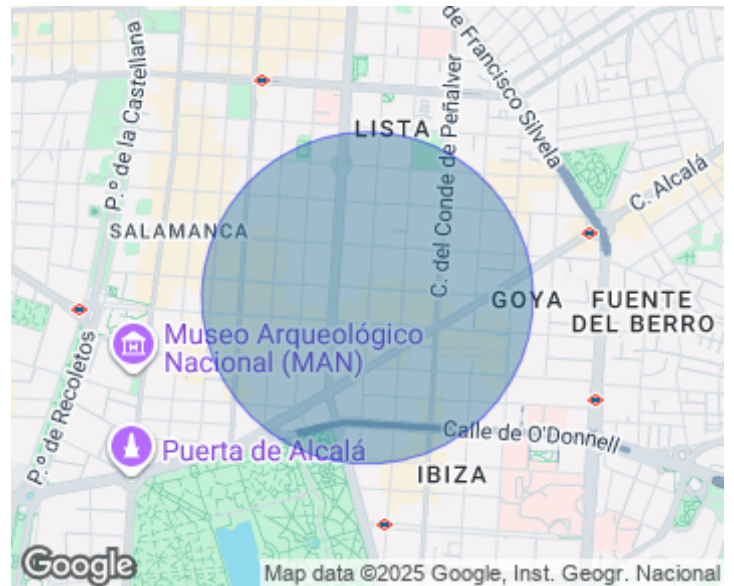 P.º de la Castellana
de Francisco Silvela
LISTA
C. del Conde de Peñalver
C. Alcalá
SALAMANCA
GOYA
FUENTE
DEL BERRO
Museo Arqueológico
Nacional (MAN)
P.º de Recoletos
Puerta de Alcalá
Calle de O'Donnell
IBIZA
Google
Map data ©2025 Google, Inst. Geogr. Nacional